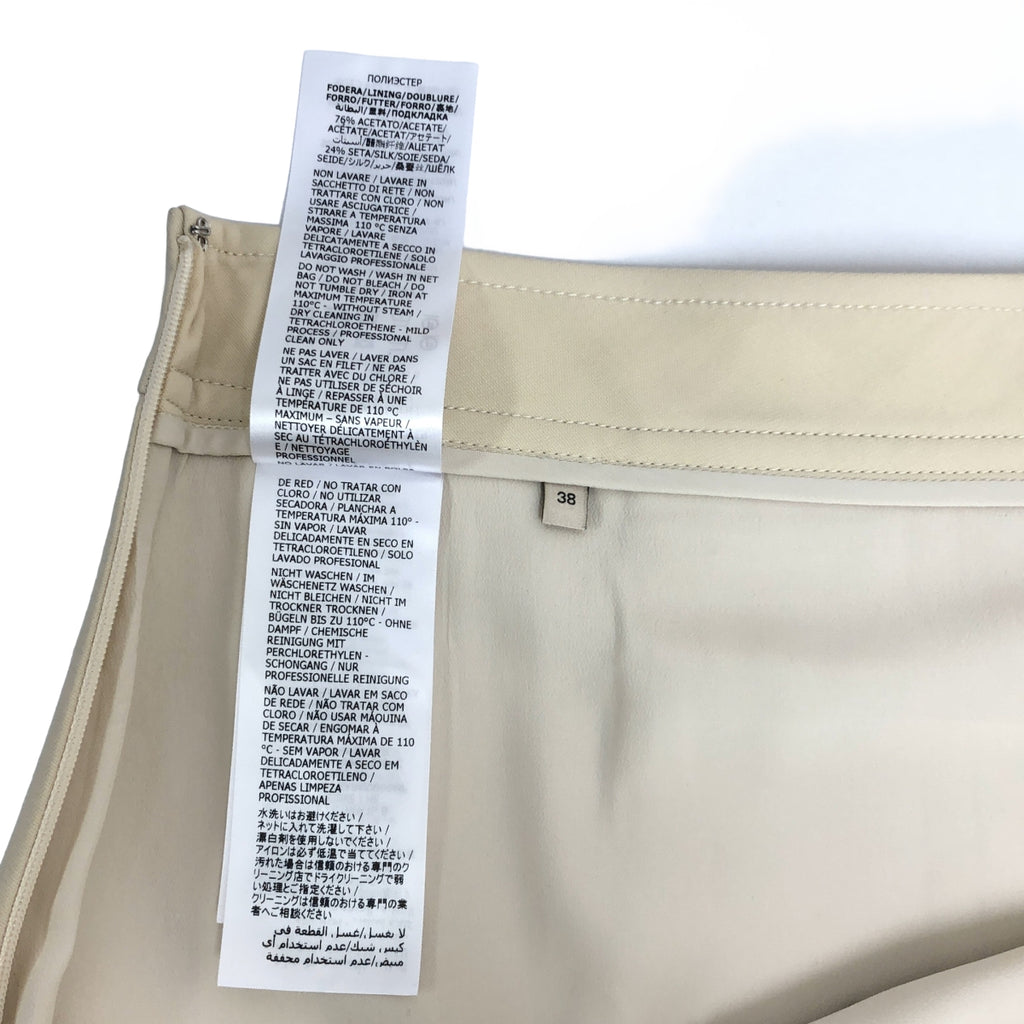 ПОЛИЭСТЕР
FODERA/LINING/DOUBLURE/
FORRO/FUTTER/FORRO/裏地/
البطانة/里料/ПОДКЛАДКА
76% ACETATO/ACETATE/
ACÉTATE/ACETAT/アセテート/
АЦЕТАТ
24% SETA/SILK/SOIE/SEDA/
SEIDE/シルク/حرير/桑蚕丝/ШЁЛК
NON LAVARE / LAVARE IN
SACCHETTO DI RETE / NON
TRATTARE CON CLORO / NON
USARE ASCIUGATRICE /
STIRARE A TEMPERATURA
MASSIMA 110 °C SENZA
VAPORE / LAVARE
DELICATAMENTE A SECCO IN
TETRACLOROETILENE / SOLO
LAVAGGIO PROFESSIONALE
DO NOT WASH / WASH IN NET
BAG / DO NOT BLEACH / DO
NOT TUMBLE DRY / IRON AT
MAXIMUM TEMPERATURE
110°C - WITHOUT STEAM /
DRY CLEANING IN
TETRACHLOROETHENE - MILD
PROCESS / PROFESSIONAL
CLEAN ONLY
NE PAS LAVER / LAVER DANS
UN SAC EN FILET / NE PAS
TRAITER AVEC DU CHLORE /
NE PAS UTILISER DE SÉCHOIR
À LINGE / REPASSER À UNE
TEMPÉRATURE DE 110 °C
MAXIMUM – SANS VAPEUR /
NETTOYER DÉLICATEMENT À
SEC AU TÉTRACHLOROÉTHYLÈN
E / NETTOYAGE
PROFESSIONNEL
DE RED / NO TRATAR CON
CLORO / NO UTILIZAR
SECADORA / PLANCHAR A
TEMPERATURA MÁXIMA 110° -
SIN VAPOR / LAVAR
DELICADAMENTE EN SECO EN
TETRACLOROETILENO / SOLO
LAVADO PROFESIONAL
NICHT WASCHEN / IM
WÄSCHENETZ WASCHEN /
NICHT BLEICHEN / NICHT IM
TROCKNER TROCKNEN /
BÜGELN BIS ZU 110°C - OHNE
DAMPF / CHEMISCHE
REINIGUNG MIT
PERCHLORETHYLEN -
SCHONGANG / NUR
PROFESSIONELLE REINIGUNG
NÃO LAVAR / LAVAR EM SACO
DE REDE / NÃO TRATAR COM
CLORO / NÃO USAR MÁQUINA
DE SECAR / ENGOMAR À
TEMPERATURA MÁXIMA DE 110
°C - SEM VAPOR / LAVAR
DELICADAMENTE A SECO EM
TETRACLOROETILENO /
APENAS LIMPEZA
PROFISSIONAL
水洗いはお避けください/
ネットに入れて洗濯して下さい/
漂白剤を使用しないでください/
アイロンは必ず低温で当ててください/
汚れた場合は信頼のおける専門のク
リーニング店でドライクリーニングで弱
い処理とご指定ください/
クリーニングは信頼のおける専門の業
者へご相談ください
لا يغسل/غسل القطعة في
كيس شبك/عدم استخدام أي
مبيض/عدم استخدام مجففة
38